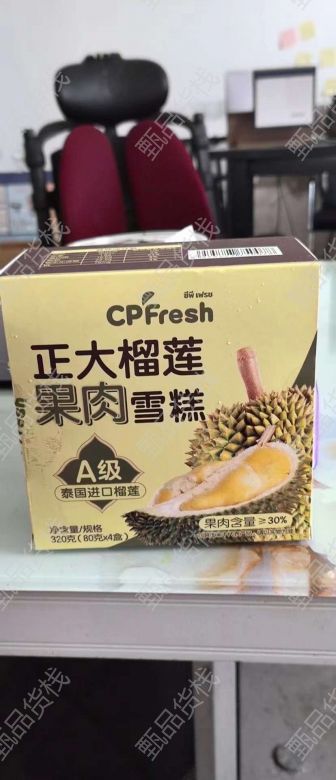 ซีพี เฟรช
CPFresh
正大榴莲
果肉雪糕
A级
泰国进口榴莲
果肉含量≥30%
净含量/规格
320克(80克x4盒)
甄品货栈